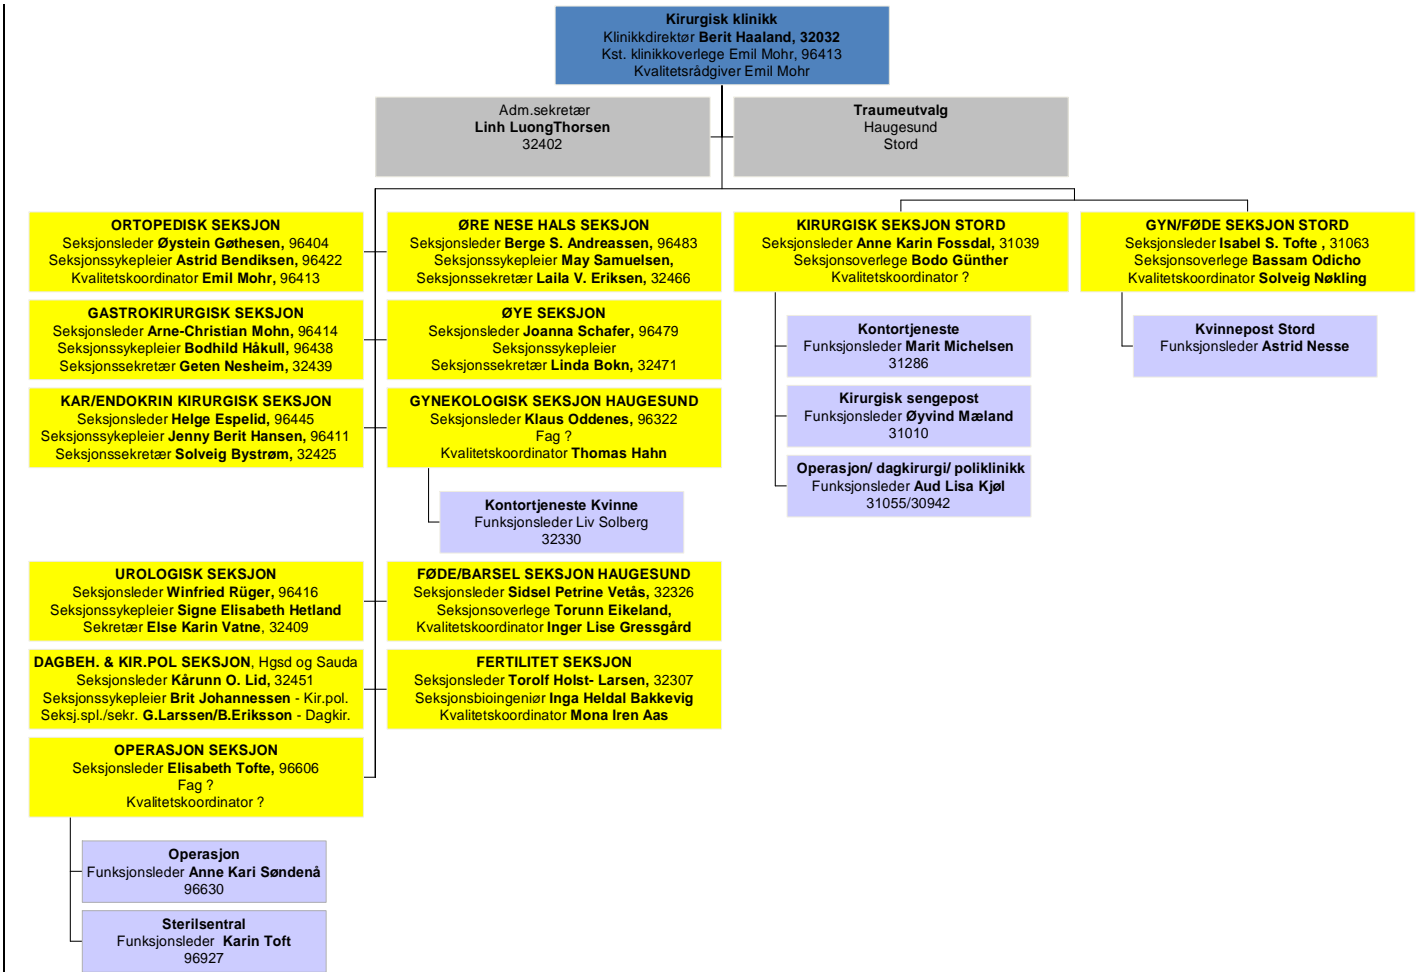 Kirurgisk klinikk
Klinikkdirektør Berit Haaland, 32032
Kst. klinikkoverlege Emil Mohr, 96413
Kvalitetsrådgiver Emil Mohr
Adm.sekretær
Linh LuongThorsen
32402
Traumeutvalg
Haugesund
Stord
ORTOPEDISK SEKSJON
Seksjonsleder Øystein Gøthesen, 96404
Seksjonssykepleier Astrid Bendiksen, 96422
Kvalitetskoordinator Emil Mohr, 96413
ØRE NESE HALS SEKSJON
Seksjonsleder Berge S. Andreassen, 96483
Seksjonssykepleier May Samuelsen,
Seksjonssekretær Laila V. Eriksen, 32466
KIRURGISK SEKSJON STORD
Seksjonsleder Anne Karin Fossdal, 31039
Seksjonsoverlege Bodo Günther
Kvalitetskoordinator ?
GYN/FØDE SEKSJON STORD
Seksjonsleder Isabel S. Tofte , 31063
Seksjonsoverlege Bassam Odicho
Kvalitetskoordinator Solveig Nøkling
GASTROKIRURGISK SEKSJON
Seksjonsleder Arne-Christian Mohn, 96414
Seksjonssykepleier Bodhild Håkull, 96438
Seksjonssekretær Geten Nesheim, 32439
ØYE SEKSJON
Seksjonsleder Joanna Schafer, 96479
Seksjonssykepleier
Seksjonssekretær Linda Bokn, 32471
Kontortjeneste
Funksjonsleder Marit Michelsen
31286
Kvinnepost Stord
Funksjonsleder Astrid Nesse
KAR/ENDOKRIN KIRURGISK SEKSJON
Seksjonsleder Helge Espelid, 96445
Seksjonssykepleier Jenny Berit Hansen, 96411
Seksjonssekretær Solveig Bystrøm, 32425
GYNEKOLOGISK SEKSJON HAUGESUND
Seksjonsleder Klaus Oddenes, 96322
Fag ?
Kvalitetskoordinator Thomas Hahn
Kirurgisk sengepost
Funksjonsleder Øyvind Mæland
31010
Operasjon/ dagkirurgi/ poliklinikk
Funksjonsleder Aud Lisa Kjøl
31055/30942
Kontortjeneste Kvinne
Funksjonsleder Liv Solberg
32330
UROLOGISK SEKSJON
Seksjonsleder Winfried Rüger, 96416
Seksjonssykepleier Signe Elisabeth Hetland
Sekretær Else Karin Vatne, 32409
FØDE/BARSEL SEKSJON HAUGESUND
Seksjonsleder Sidsel Petrine Vetås, 32326
Seksjonsoverlege Torunn Eikeland,
Kvalitetskoordinator Inger Lise Gressgård
DAGBEH. & KIR.POL SEKSJON, Hgsd og Sauda
Seksjonsleder Kårunn O. Lid, 32451
Seksjonssykepleier Brit Johannessen - Kir.pol.
Seksj.spl./sekr. G.Larssen/B.Eriksson - Dagkir.
FERTILITET SEKSJON
Seksjonsleder Torolf Holst- Larsen, 32307
Seksjonsbioingeniør Inga Heldal Bakkevig
Kvalitetskoordinator Mona Iren Aas
OPERASJON SEKSJON
Seksjonsleder Elisabeth Tofte, 96606
Fag ?
Kvalitetskoordinator ?
Operasjon
Funksjonsleder Anne Kari Søndenå
96630
Sterilsentral
Funksjonsleder Karin Toft
96927